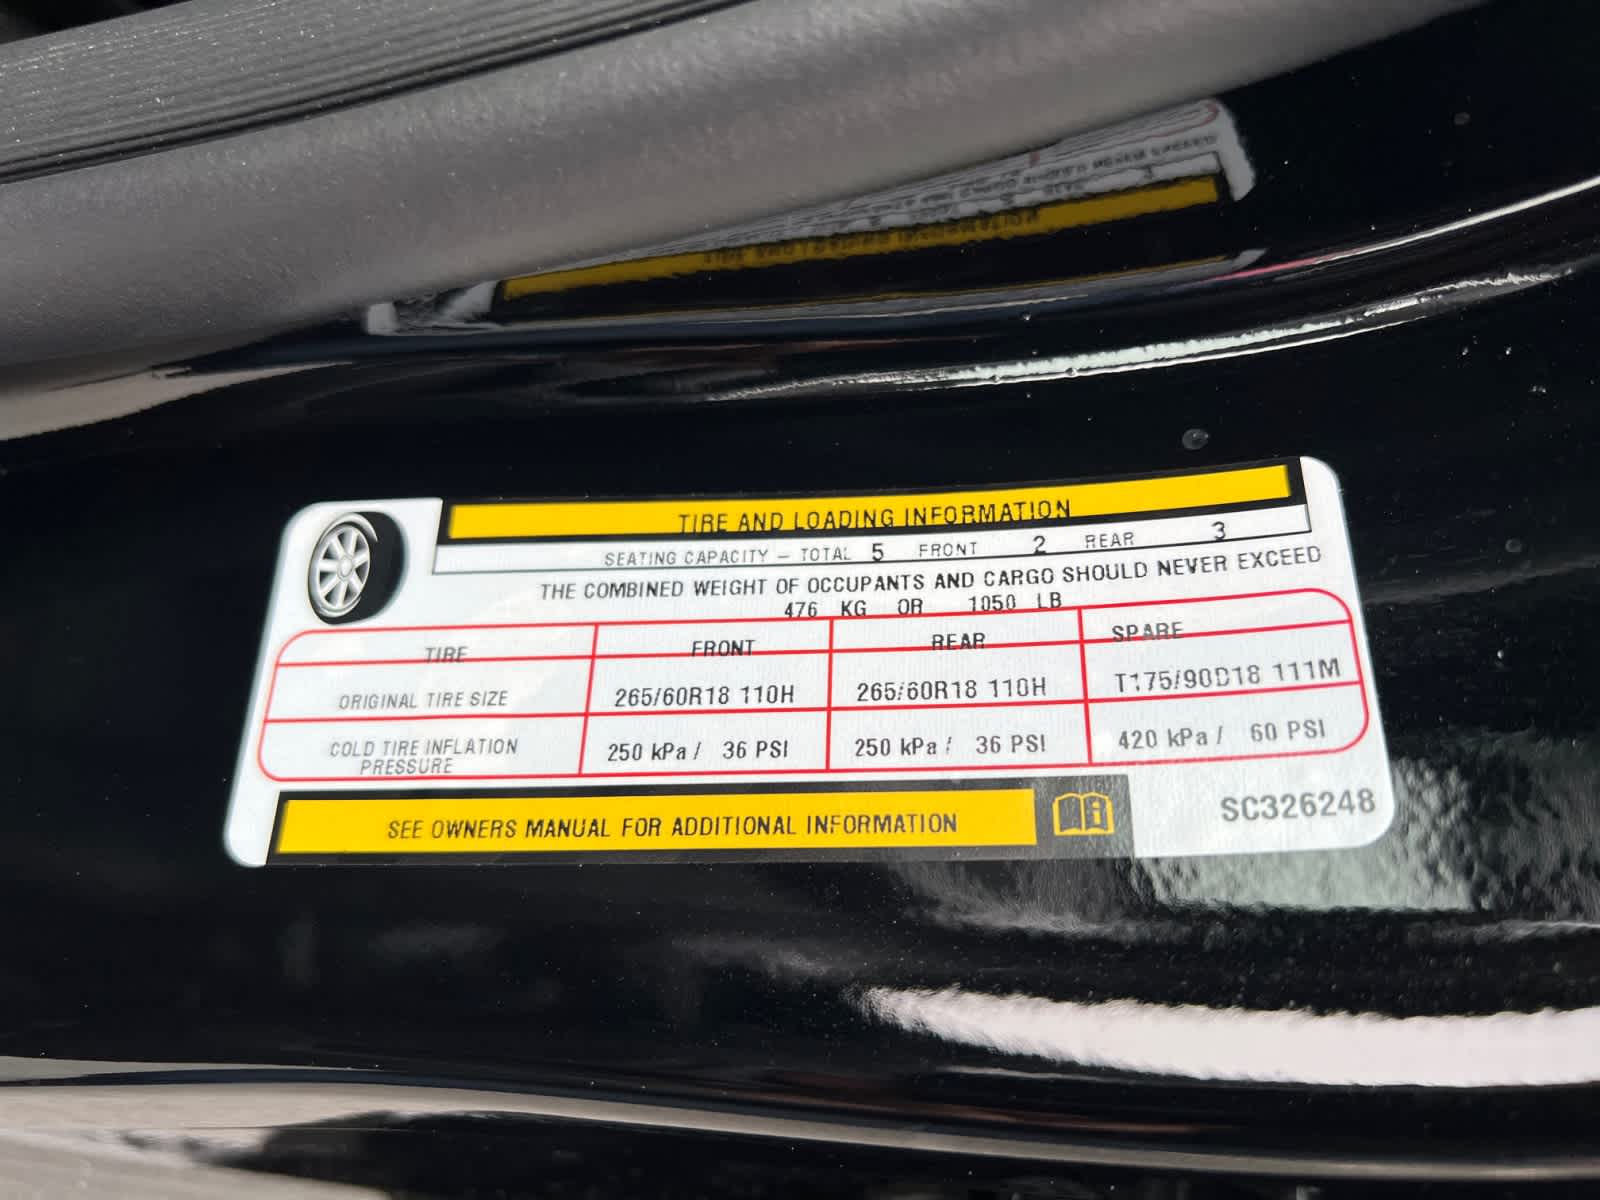 TIRE AND LOADING INFORMATION
SEATING CAPACITY – TOTAL 5 FRONT 2 REAR 3
THE COMBINED WEIGHT OF OCCUPANTS AND CARGO SHOULD NEVER EXCEED
476 KG OR 1050 LB
TIRE FRONT REAR SPARE
ORIGINAL TIRE SIZE 265/60R18 110H 265/60R18 110H T175/90D18 111M
COLD TIRE INFLATION PRESSURE 250 kPa / 36 PSI 250 kPa / 36 PSI 420 kPa / 60 PSI
SEE OWNERS MANUAL FOR ADDITIONAL INFORMATION
SC326248